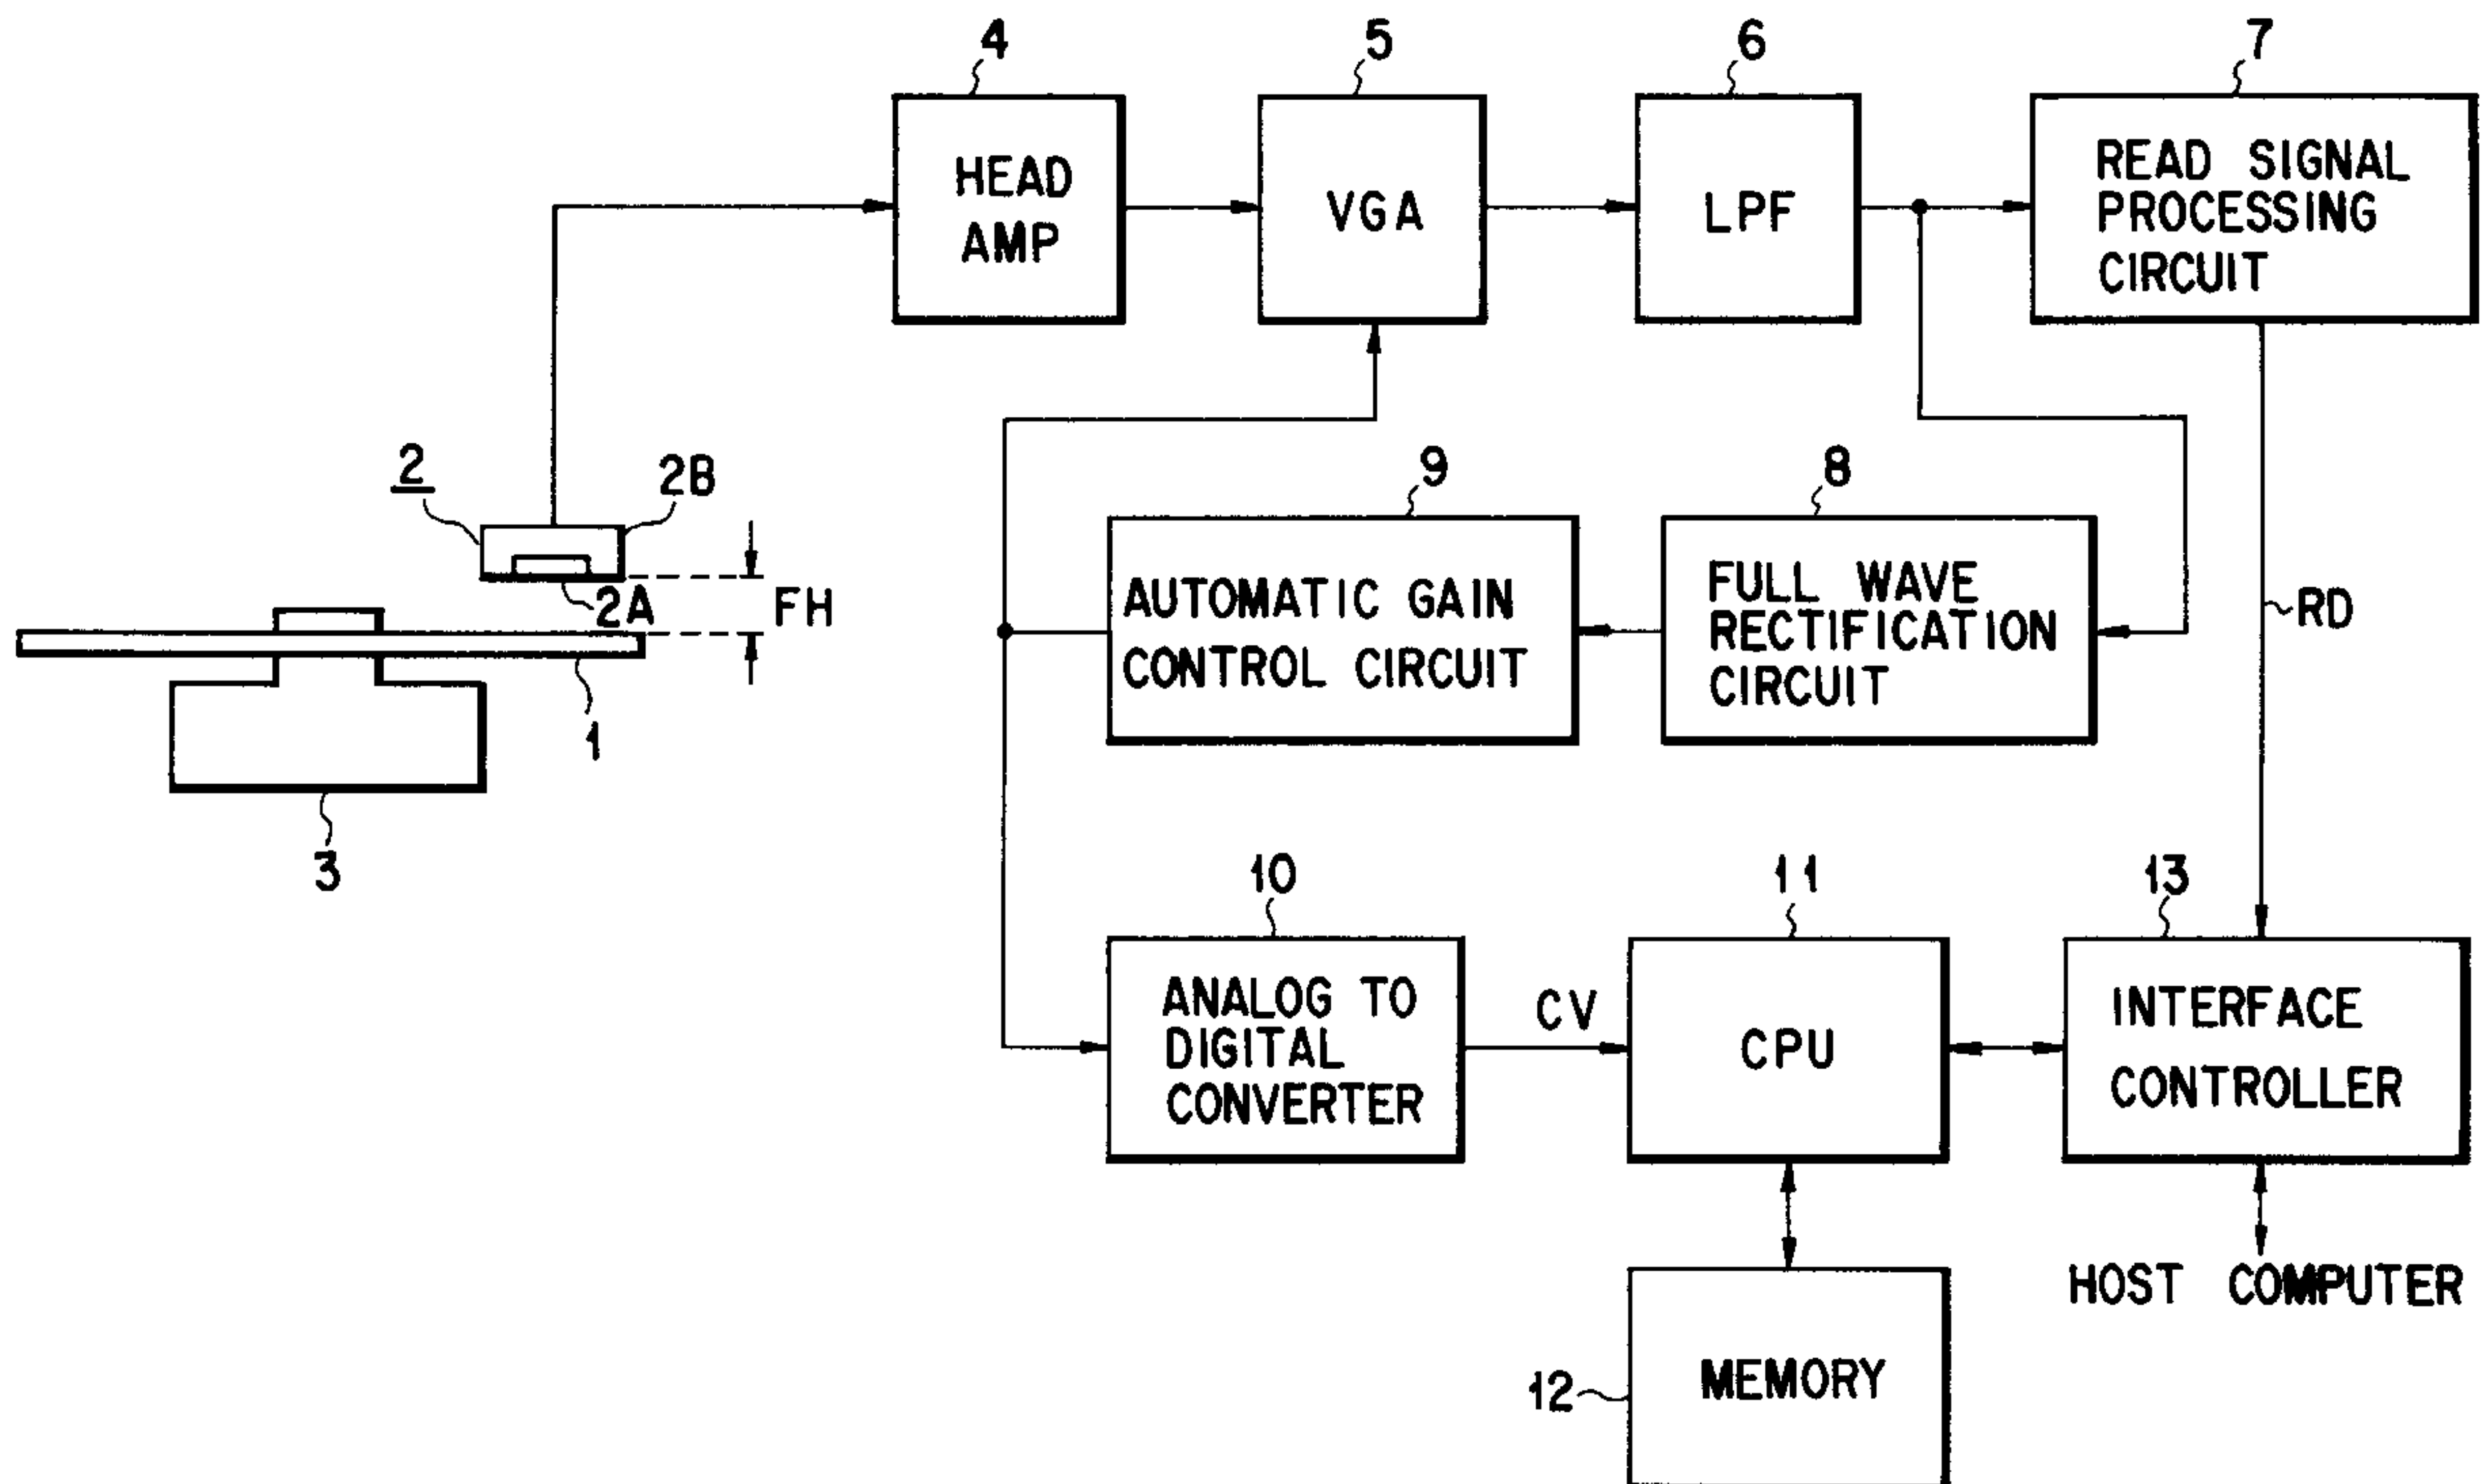 4
5
6
7
HEAD
AMP
VGA
LPF
READ SIGNAL
PROCESSING
CIRCUIT
2
2B
2A
FH
1
3
9
8
AUTOMATIC GAIN
CONTROL CIRCUIT
FULL WAVE
RECTIFICATION
CIRCUIT
RD
10
11
13
ANALOG TO
DIGITAL
CONVERTER
CV
CPU
INTERFACE
CONTROLLER
HOST COMPUTER
12
MEMORY